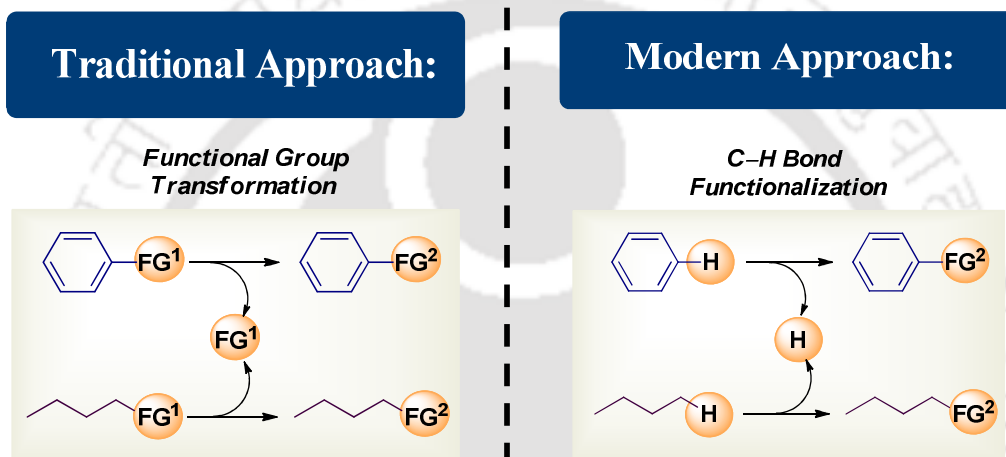 Traditional Approach:
Functional Group
Transformation
FG¹
FG²
FG¹
FG¹
FG²
Modern Approach:
C–H Bond
Functionalization
H
FG²
H
H
FG²